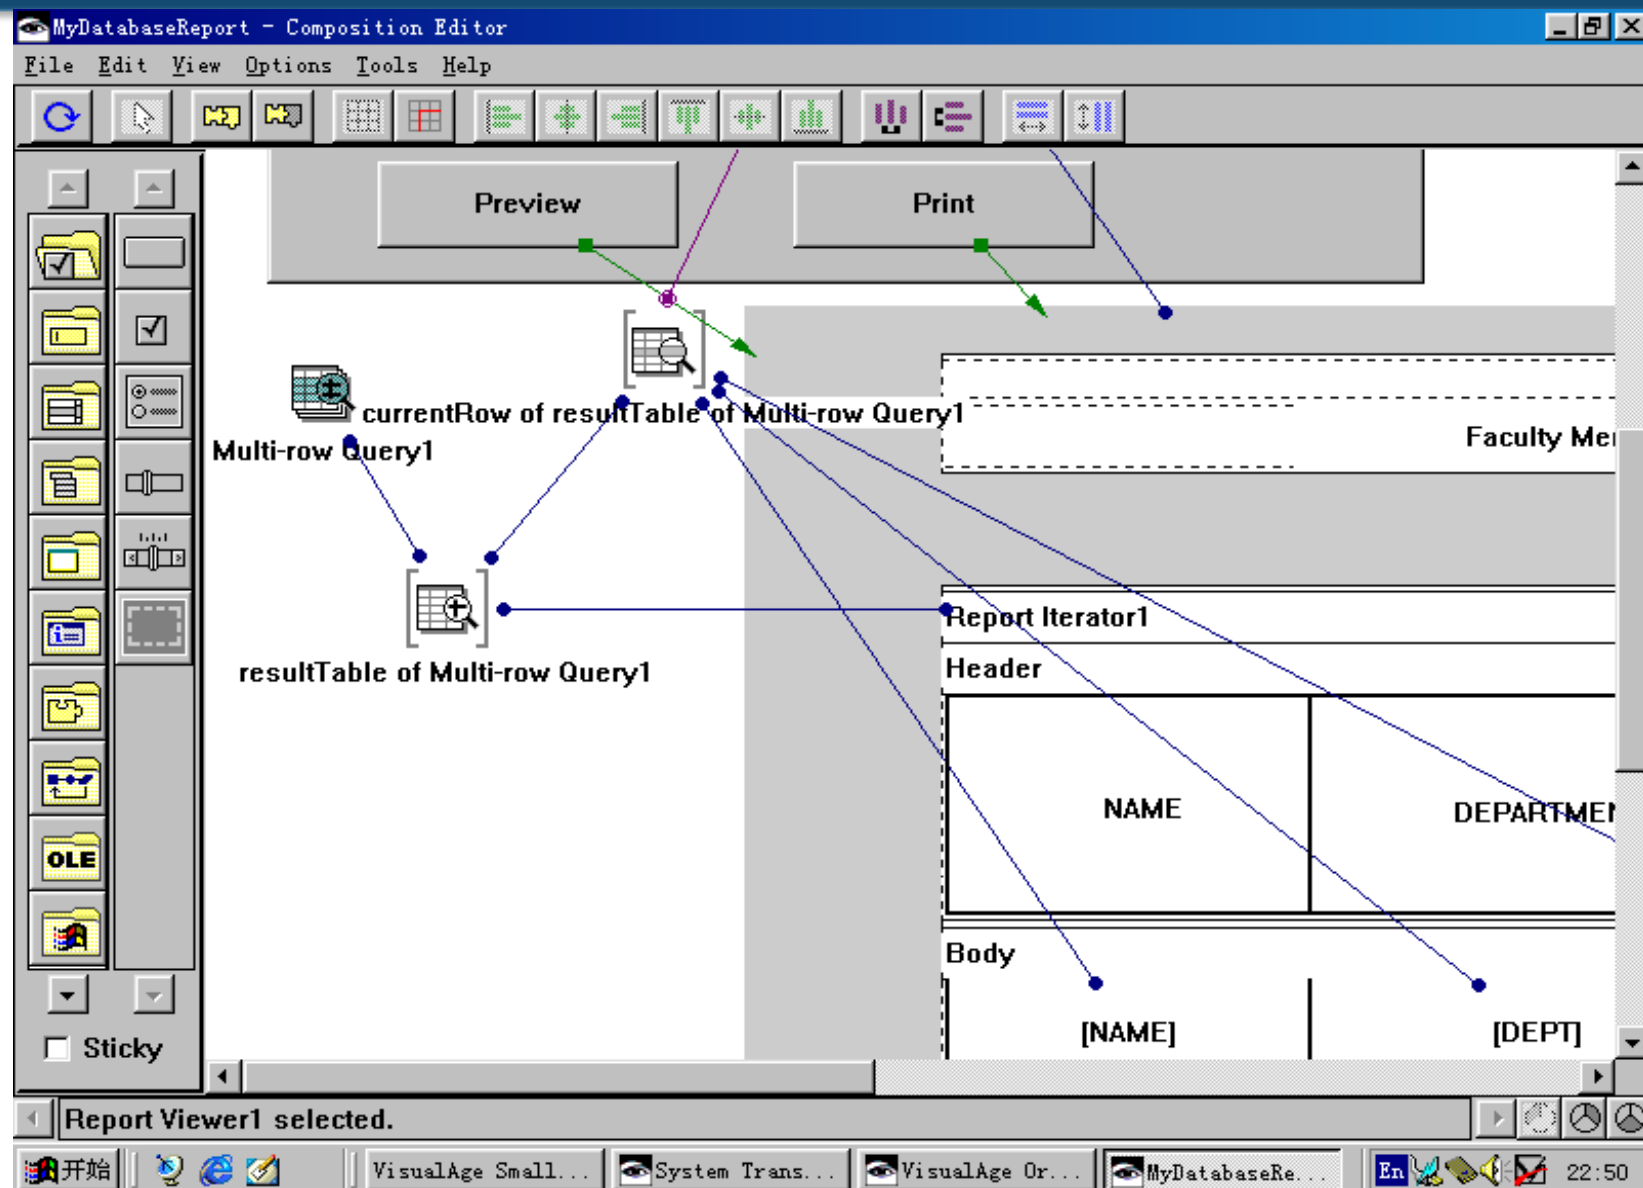 MyDatabaseReport - Composition Editor
File Edit View Options Tools Help
Preview Print
currentRow of resultTable of Multi-row Query1
Multi-row Query1
Faculty Me
resultTable of Multi-row Query1
Report Iterator1
Header
NAME DEPARTMEN
Body
[NAME] [DEPT]
OLE
Sticky
Report Viewer1 selected.
开始 VisualAge Small... System Trans... VisualAge Or... MyDatabaseRe... En 22:50